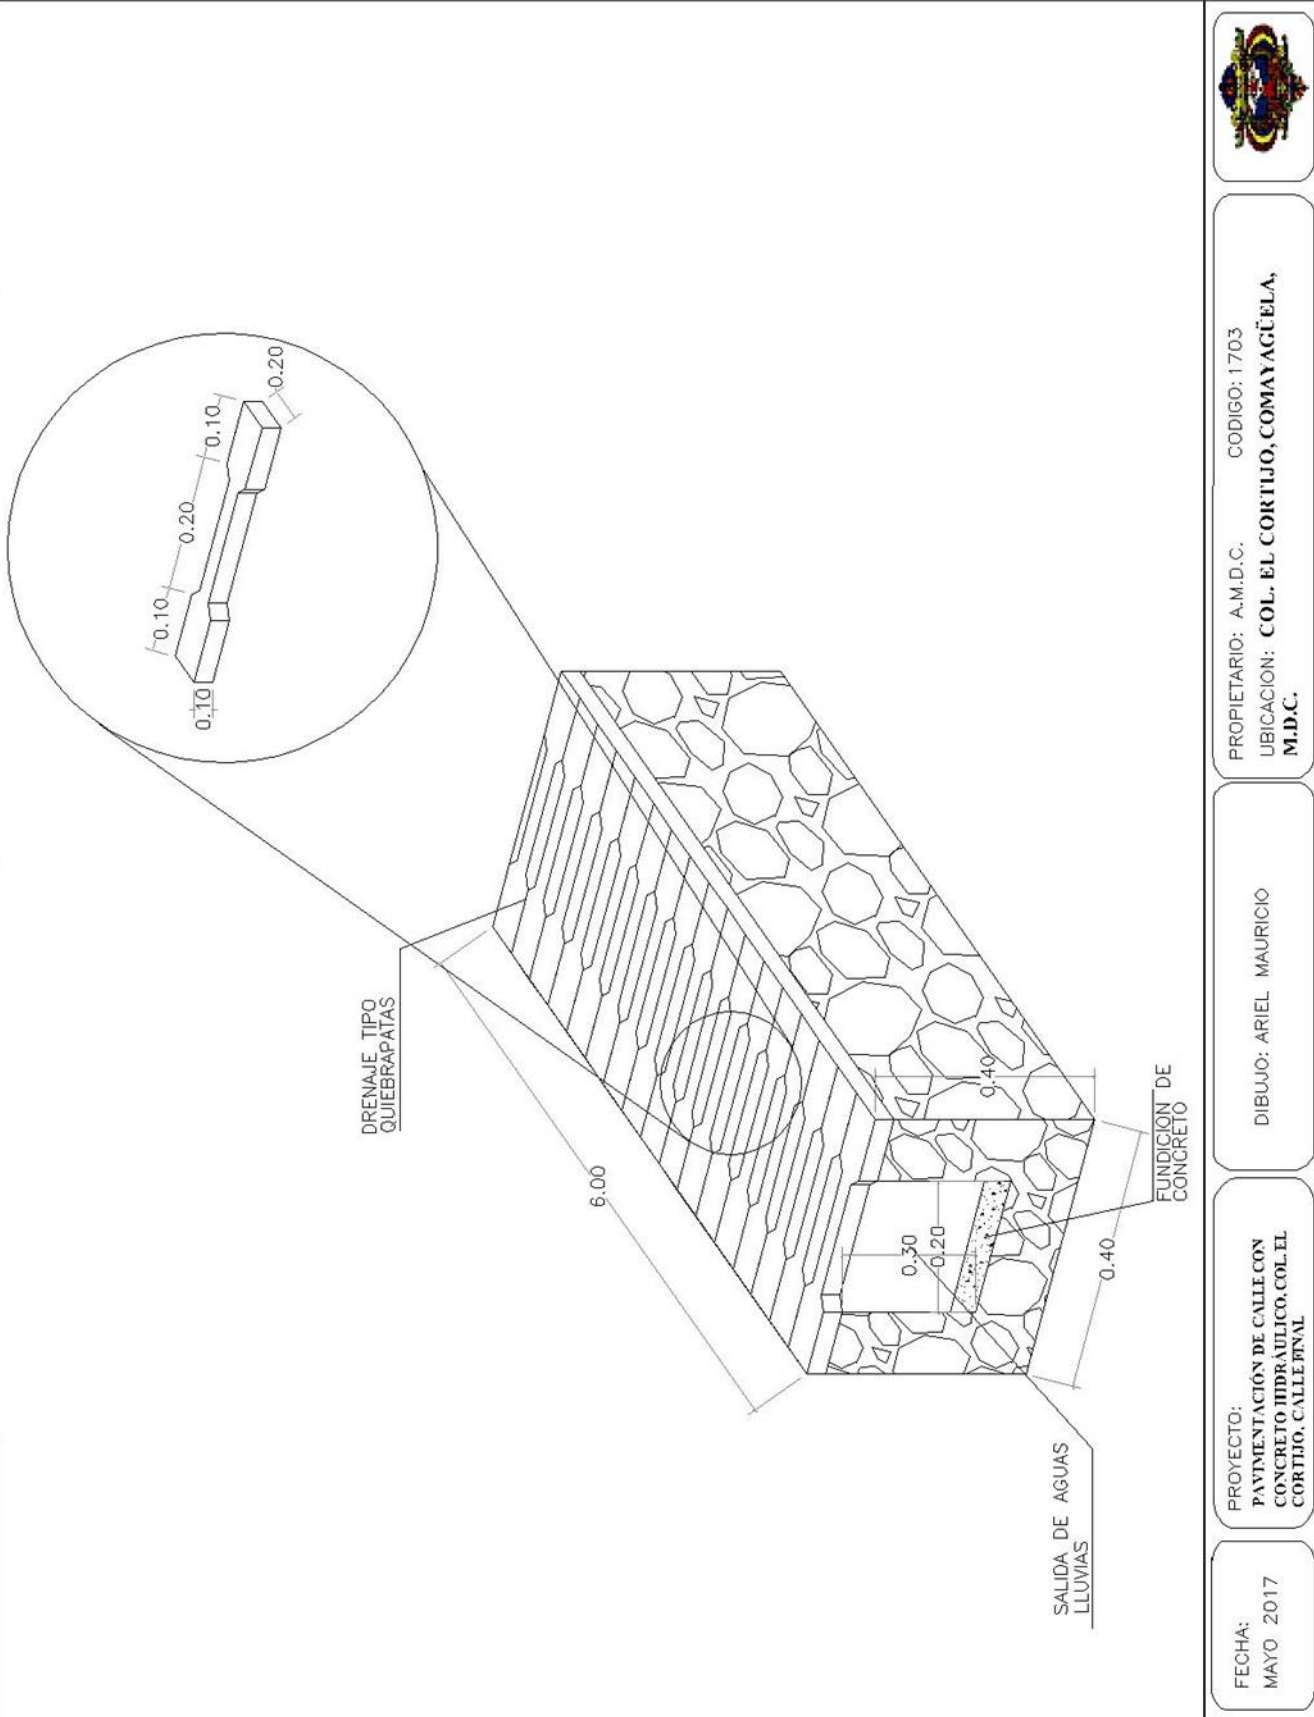 0.10
0.20
0.10
0.20
0.10
DRENAJE TIPO
QUIEBRAPATAS
6.00
0.30
0.20
0.40
0.40
SALIDA DE AGUAS
LLUVIAS
FUNDICION DE
CONCRETO
FECHA:
MAYO 2017
PROYECTO:
PAVIMENTACIÓN DE CALLE CON
CONCRETO HIDRÁULICO, COL. EL
CORTIJO, CALLE FINAL
DIBUJO: ARIEL MAURICIO
PROPIETARIO: A.M.D.C. CODIGO: 1703
UBICACION: COL. EL CORTIJO, COMAYAGÜELA,
M.D.C.